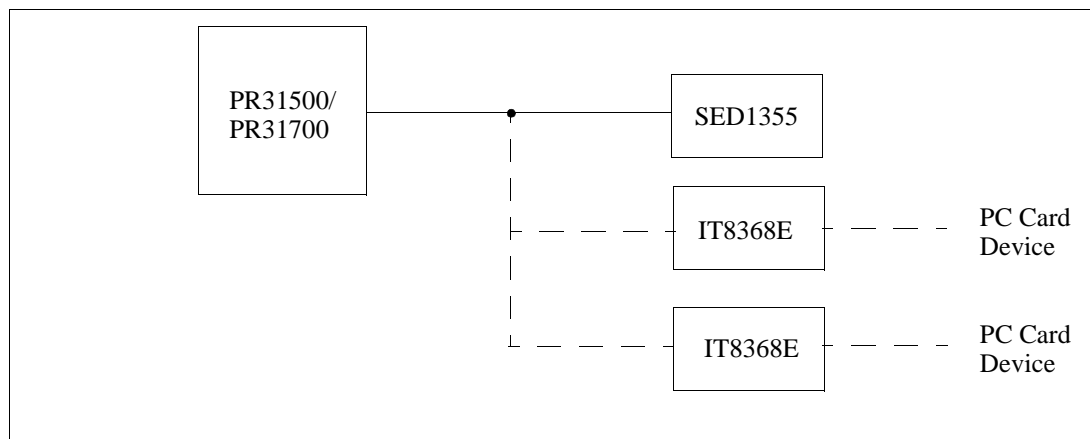 PR31500/
PR31700
SED1355
IT8368E
PC Card
Device
IT8368E
PC Card
Device